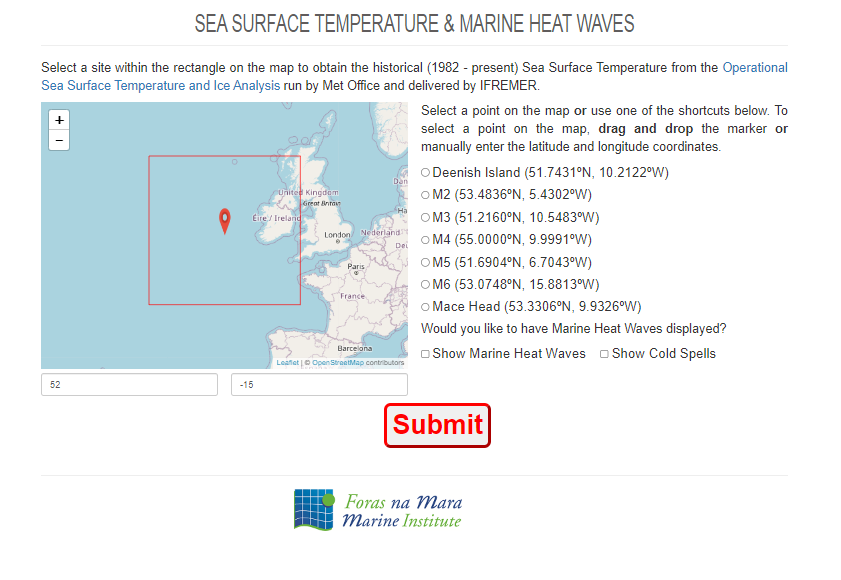 SEA SURFACE TEMPERATURE & MARINE HEAT WAVES
Select a site within the rectangle on the map to obtain the historical (1982 - present) Sea Surface Temperature from the Operational
Sea Surface Temperature and Ice Analysis run by Met Office and delivered by IFREMER.
+
−
United Kingdom
Great Britain
Éire / Ireland
London
Nederland
Paris
France
Barcelona
Dan
Ha
Deu
Leaflet | © OpenStreetMap contributors
52
-15
Select a point on the map or use one of the shortcuts below. To
select a point on the map, drag and drop the marker or
manually enter the latitude and longitude coordinates.
Deenish Island (51.7431ºN, 10.2122ºW)
M2 (53.4836ºN, 5.4302ºW)
M3 (51.2160ºN, 10.5483ºW)
M4 (55.0000ºN, 9.9991ºW)
M5 (51.6904ºN, 6.7043ºW)
M6 (53.0748ºN, 15.8813ºW)
Mace Head (53.3306ºN, 9.9326ºW)
Would you like to have Marine Heat Waves displayed?
Show Marine Heat Waves Show Cold Spells
Submit
Foras na Mara
Marine Institute